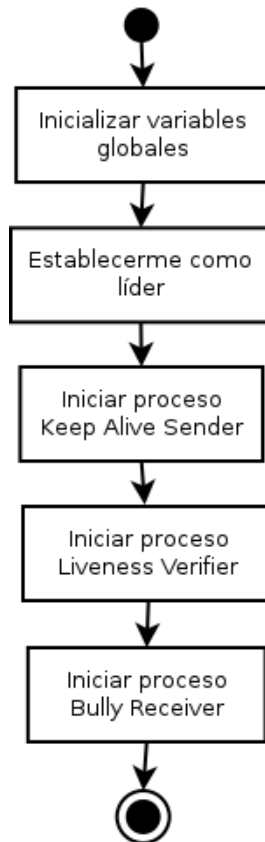 Inicializar variables
globales
Establecerme como
líder
Iniciar proceso
Keep Alive Sender
Iniciar proceso
Liveness Verifier
Iniciar proceso
Bully Receiver